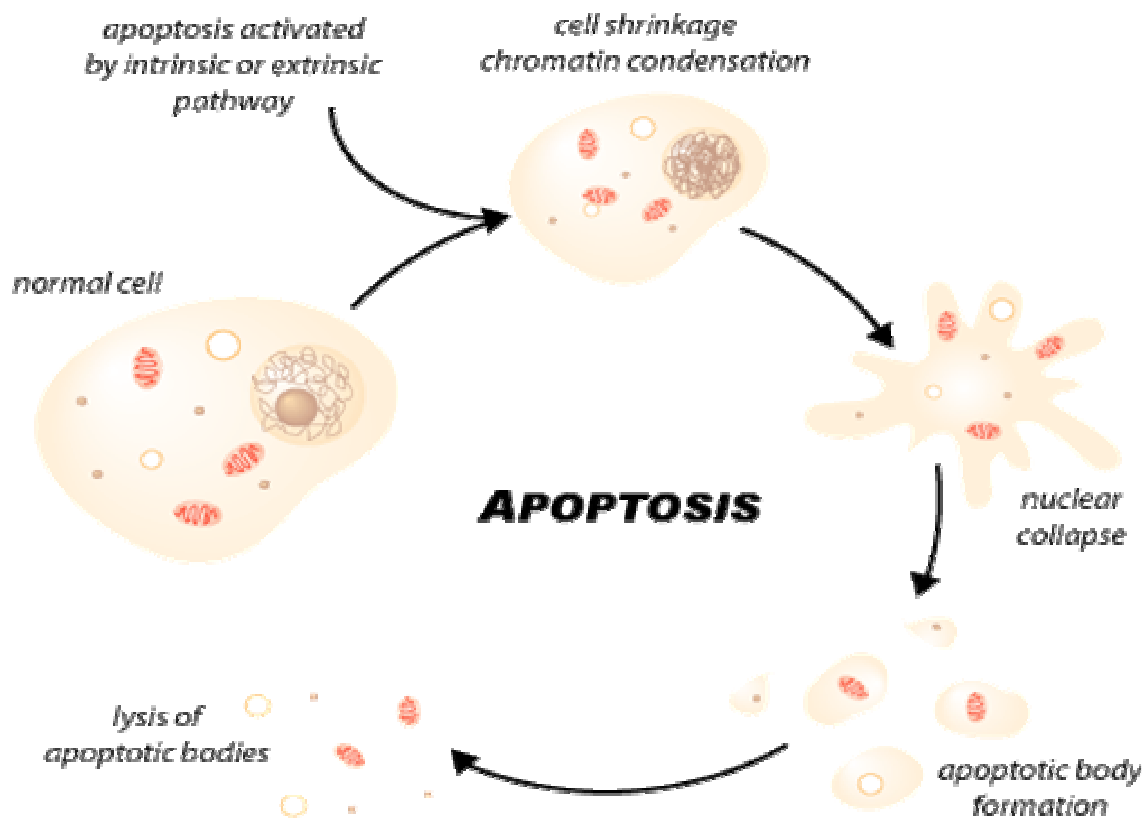 apoptosis activated
by intrinsic or extrinsic
pathway
cell shrinkage
chromatin condensation
normal cell
APOPTOSIS
nuclear
collapse
lysis of
apoptotic bodies
apoptotic body
formation